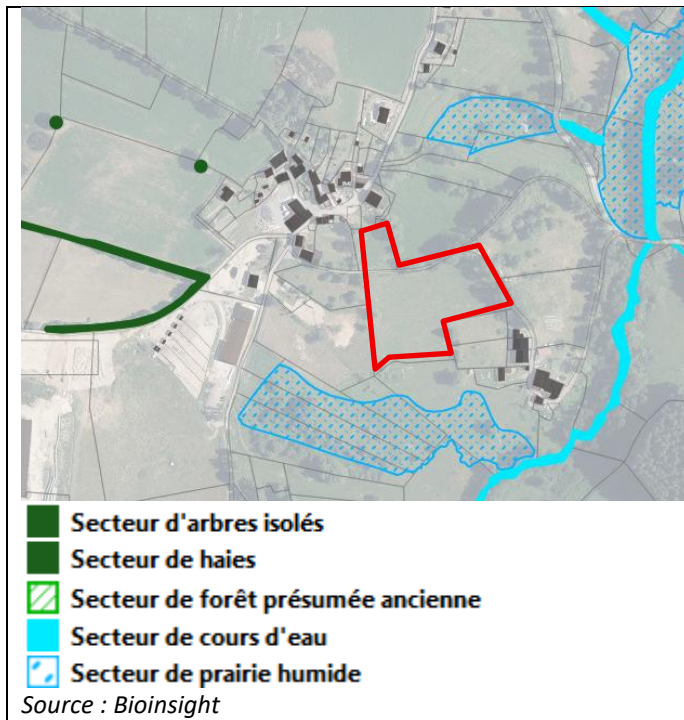 Secteur d'arbres isolés
Secteur de haies
Secteur de forêt présumée ancienne
Secteur de cours d'eau
Secteur de prairie humide
Source : Bioinsight